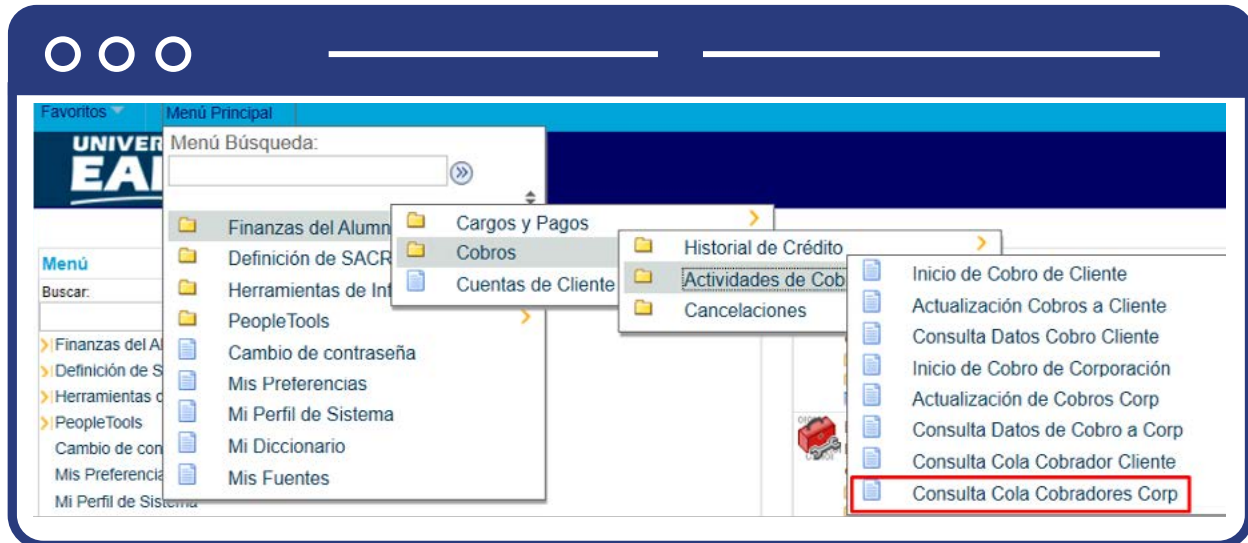 Favoritos
Menú Principal
UNIVER
EA
Menú Búsqueda:
Finanzas del Alumn
Definición de SACR
Herramientas de Int
PeopleTools
Cambio de contraseña
Mis Preferencias
Mi Perfil de Sistema
Mi Diccionario
Mis Fuentes
Cargos y Pagos
Cobros
Cuentas de Cliente
Historial de Crédito
Actividades de Cob
Cancelaciones
Inicio de Cobro de Cliente
Actualización Cobros a Cliente
Consulta Datos Cobro Cliente
Inicio de Cobro de Corporación
Actualización de Cobros Corp
Consulta Datos de Cobro a Corp
Consulta Cola Cobrador Cliente
Consulta Cola Cobradores Corp
Menú
Buscar:
Finanzas del Al
Definición de S
Herramientas d
PeopleTools
Cambio de con
Mis Preferencia
Mi Perfil de Sistema